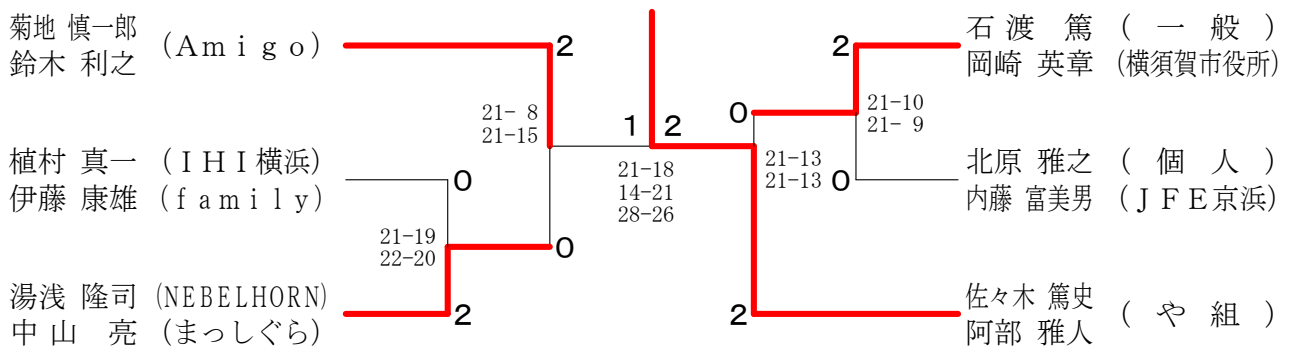 菊地 慎一郎
鈴木 利之
(Ａｍｉｇｏ)
2
21- 8
21-15
植村 真一 (ＩＨＩ横浜)
伊藤 康雄 (ｆａｍｉｌｙ)
0
21-19
22-20
0
湯浅 隆司 (NEBELHORN)
中山 亮 (まっしぐら)
2
1 2
21-18
14-21
28-26
石渡 篤 ( 一 般 )
岡崎 英章 (横須賀市役所)
2
21-10
21- 9
0
21-13
21-13
北原 雅之 ( 個 人 )
内藤 富美男 (ＪＦＥ京浜)
0
佐々木 篤史
阿部 雅人
( や 組 )
2